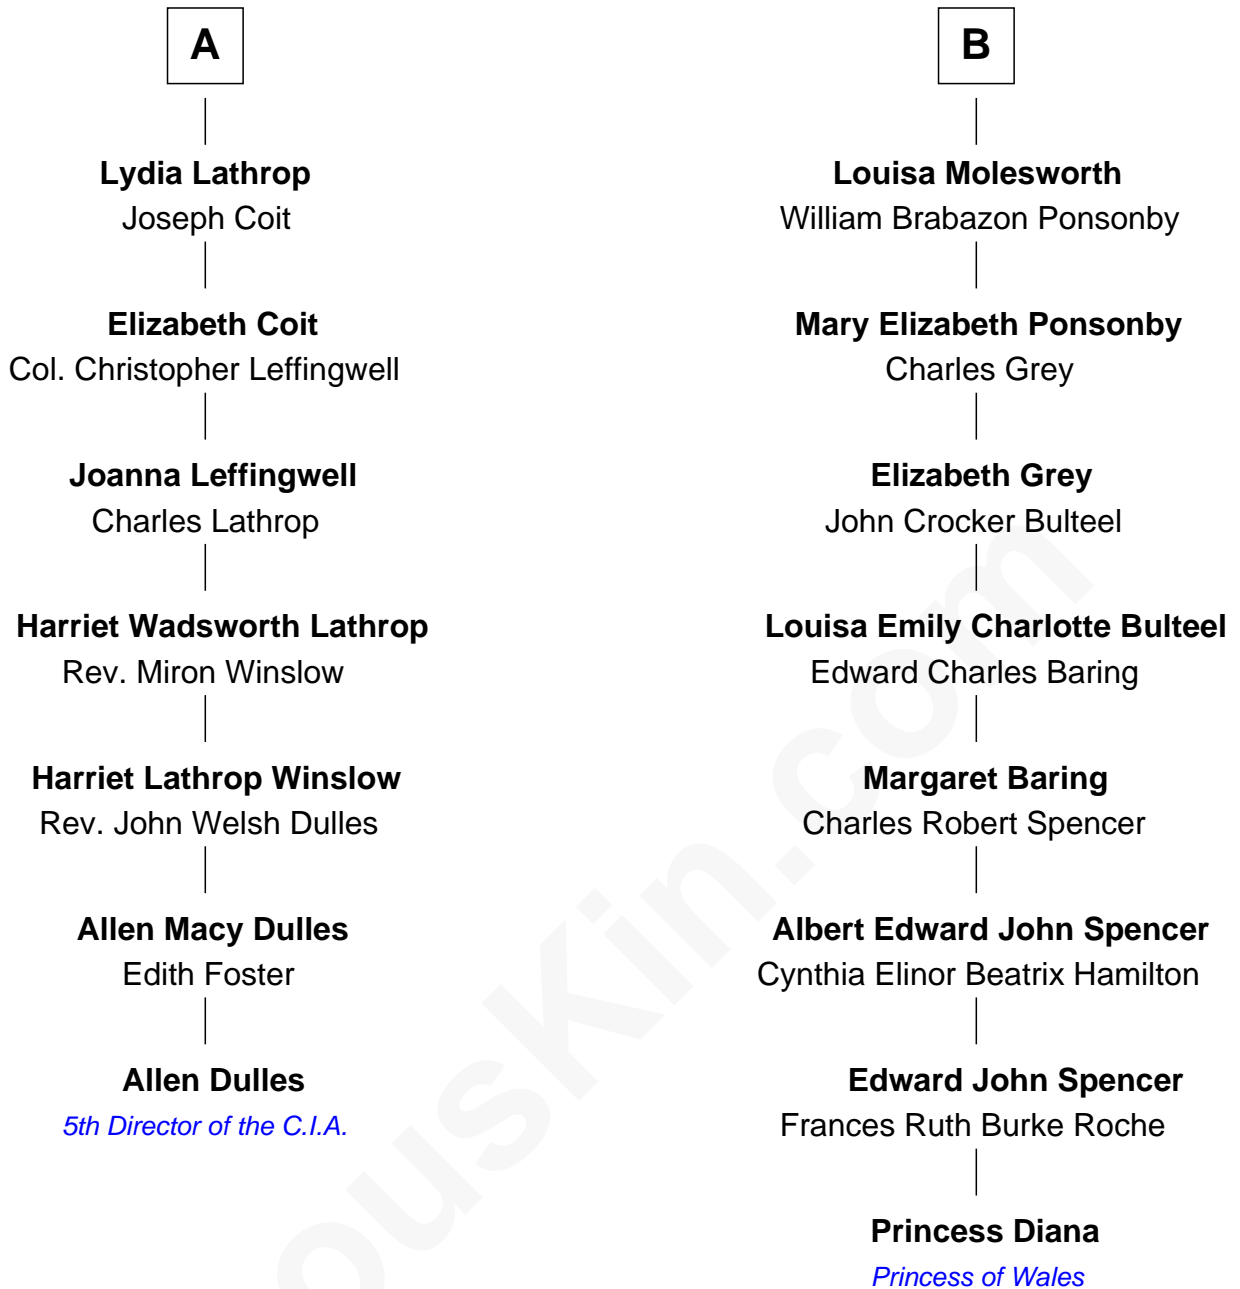 A
Lydia Lathrop
Joseph Coit
Elizabeth Coit
Col. Christopher Leffingwell
Joanna Leffingwell
Charles Lathrop
Harriet Wadsworth Lathrop
Rev. Miron Winslow
Harriet Lathrop Winslow
Rev. John Welsh Dulles
Allen Macy Dulles
Edith Foster
Allen Dulles
5th Director of the C.I.A.
B
Louisa Molesworth
William Brabazon Ponsonby
Mary Elizabeth Ponsonby
Charles Grey
Elizabeth Grey
John Crocker Bulteel
Louisa Emily Charlotte Bulteel
Edward Charles Baring
Margaret Baring
Charles Robert Spencer
Albert Edward John Spencer
Cynthia Elinor Beatrix Hamilton
Edward John Spencer
Frances Ruth Burke Roche
Princess Diana
Princess of Wales
ousKin.com